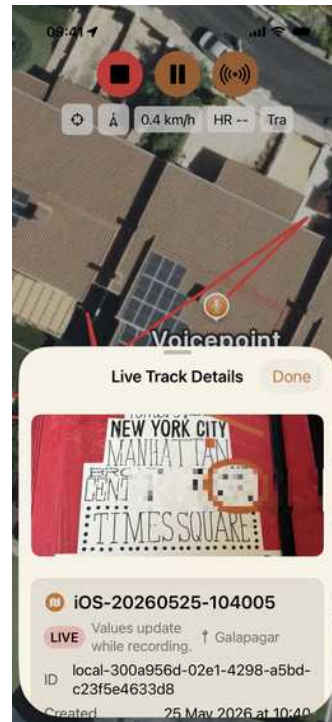 09:41
0.4 km/h
HR --
Tra
Voicepoint
Live Track Details
Done
NEW YORK CITY
MANHATTAN
CENT
TIMES SQUARE
iOS-20260525-104005
LIVE
Values update
while recording.
Galapagar
ID
local-300a956d-02e1-4298-a5bd-
c23f5e4633d8
Created
25 May 2026 at 10:40